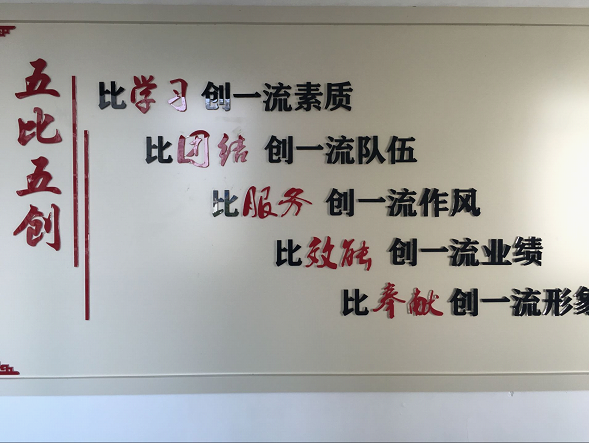 五比五创
比学习创一流素质
比团结创一流队伍
比服务创一流作风
比效能创一流业绩
比奉献创一流形象